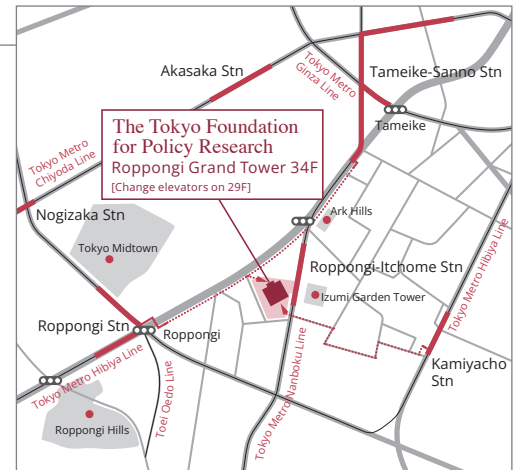 Akasaka Stn
Tokyo Metro
Ginza Line
Tameike-Sanno Stn
Tameike
The Tokyo Foundation
for Policy Research
Roppongi Grand Tower 34F
[Change elevators on 29F]
Tokyo Metro
Chiyoda Line
Nogizaka Stn
Ark Hills
Tokyo Midtown
Roppongi-Itchome Stn
Tokyo Metro Hibiya Line
Izumi Garden Tower
Roppongi Stn
Roppongi
Tokyo Metro Hibiya Line
Toei Oedo Line
Tokyo Metro Nanboku Line
Kamiyacho
Stn
Roppongi Hills